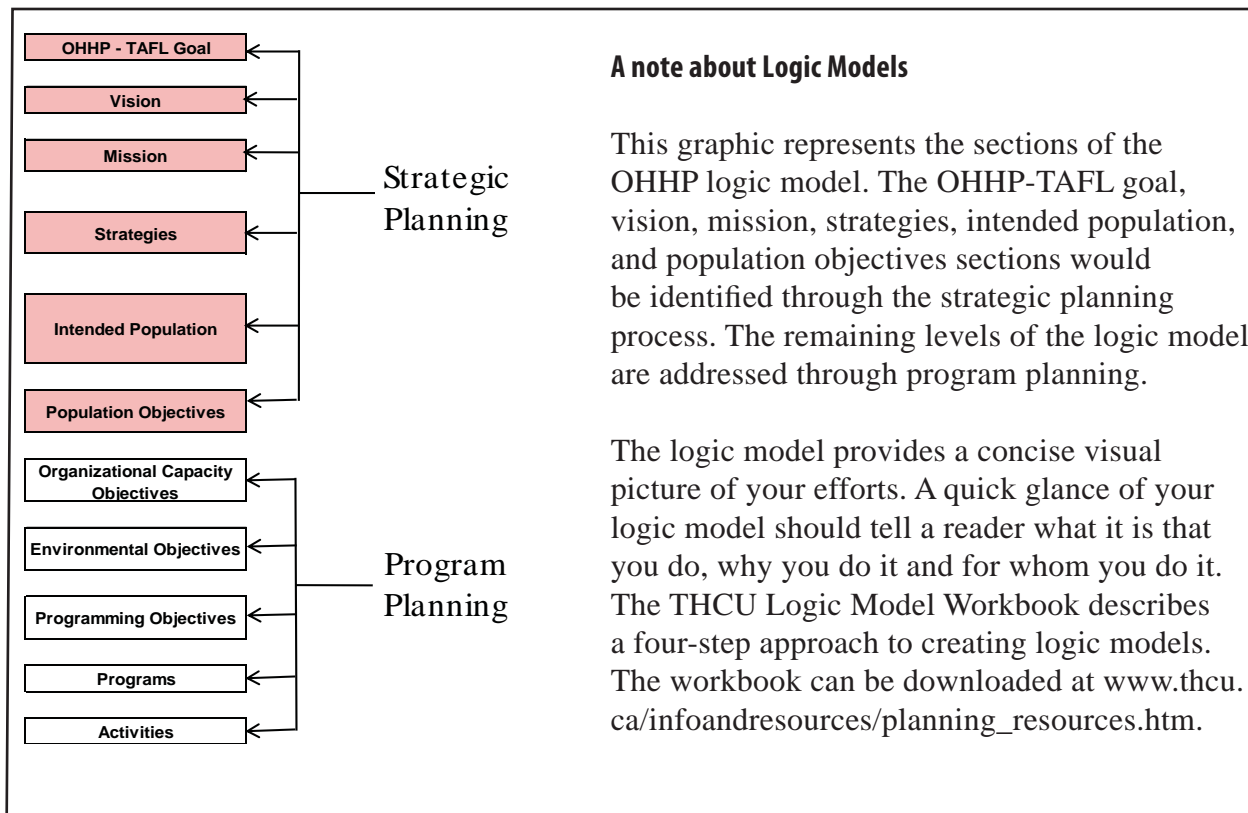 OHHP - TAFL Goal
Vision
Mission
Strategies
Intended Population
Population Objectives
Organizational Capacity
Objectives
Environmental Objectives
Programming Objectives
Programs
Activities
Strategic
Planning
Program
Planning
A note about Logic Models
This graphic represents the sections of the
OHHP logic model. The OHHP-TAFL goal,
vision, mission, strategies, intended population,
and population objectives sections would
be identified through the strategic planning
process. The remaining levels of the logic model
are addressed through program planning.
The logic model provides a concise visual
picture of your efforts. A quick glance of your
logic model should tell a reader what it is that
you do, why you do it and for whom you do it.
The THCU Logic Model Workbook describes
a four-step approach to creating logic models.
The workbook can be downloaded at www.thcu.
ca/infoandresources/planning_resources.htm.